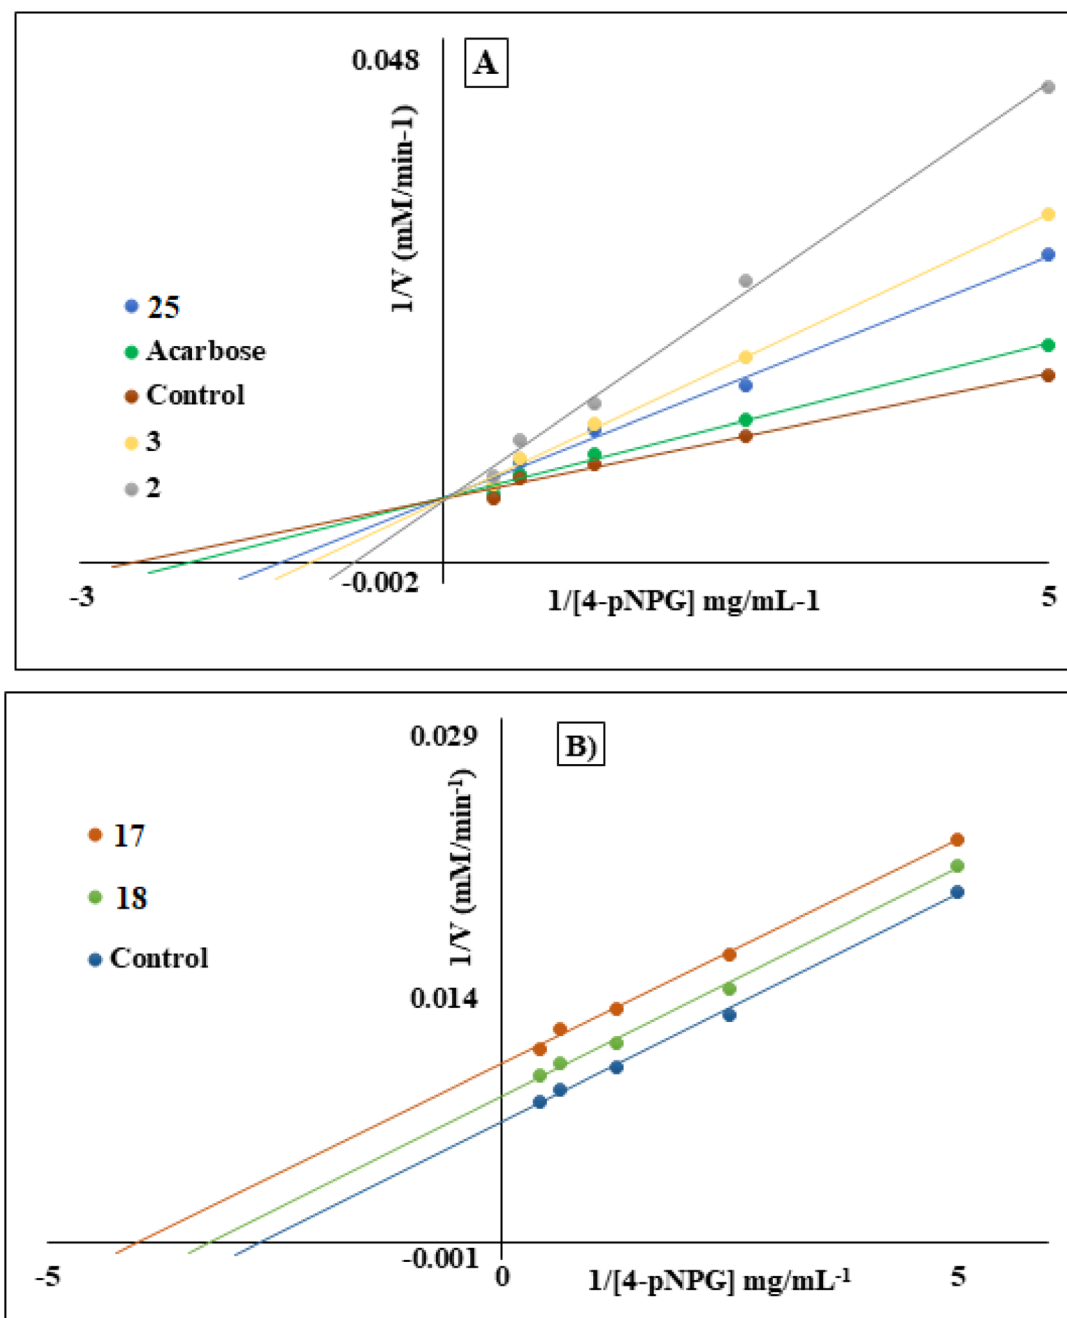 0.048
A
1/V (mM/min-1)
25
Acarbose
Control
3
2
-3
-0.002
1/[4-pNPG] mg/mL-1
5
0.029
B)
1/V (mM/min-1)
17
18
Control
0.014
-0.001
-5
0
1/[4-pNPG] mg/mL-1
5